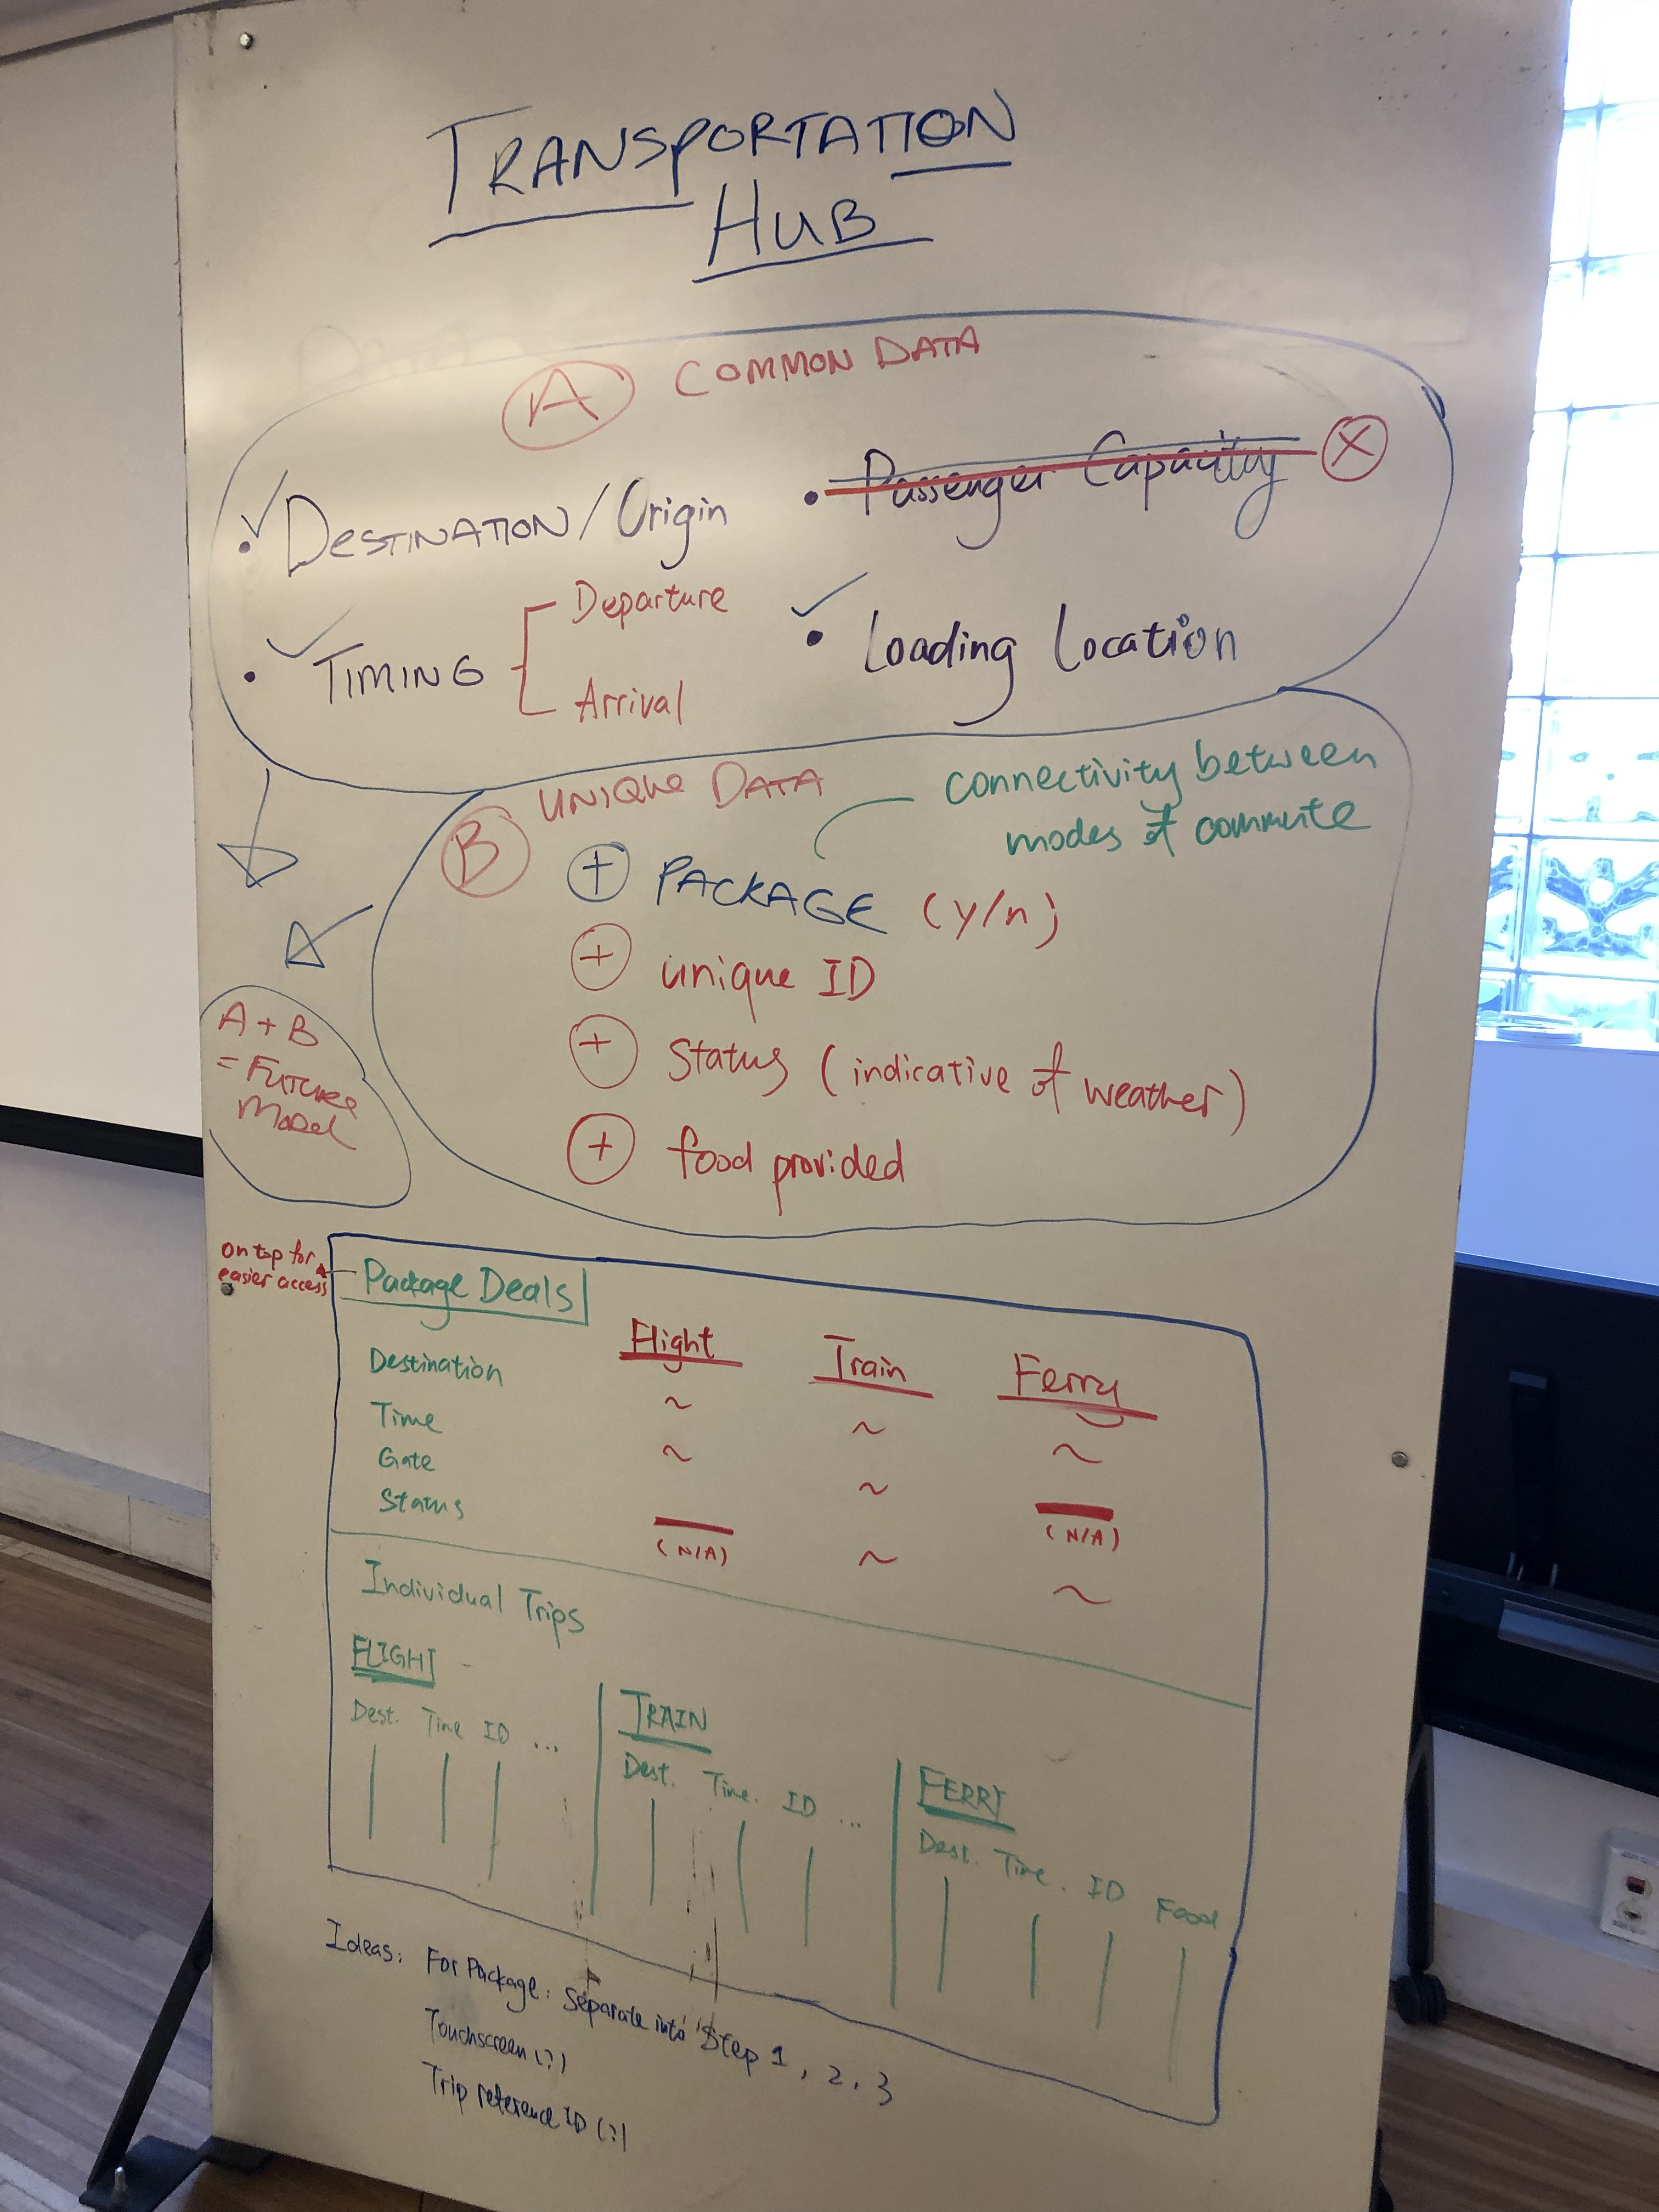 TRANSPORTATION
HUB
A COMMON DATA
• DESTINATION/Origin
• Passenger Capacity X
• TIMING
Departure
Arrival
• Loading Location
B UNIQUE DATA
connectivity between
modes of commute
+ PACKAGE (y/n)
+ unique ID
+ Status (indicative of weather)
+ food provided
A + B
= FUTURE
MODEL
on top for
easier access
Package Deals
Flight Train Ferry
Destination ~ ~ ~
Time ~ ~ — (N/A)
Gate — (N/A) ~ ~
Status
Individual Trips
FLIGHT
Dest. Time ID ...
TRAIN
Dest. Time. ID ...
FERRY
Dest. Time. ID Food
Ideas: For Package: Separate into Step 1, 2, 3
Touchscreen (?)
Trip reference ID (?)